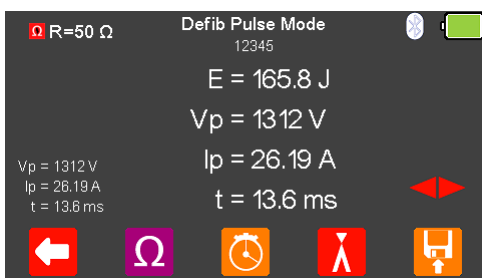 Ω R=50 Ω
Defib Pulse Mode
12345
E = 165.8 J
Vp = 1312 V
Ip = 26.19 A
t = 13.6 ms
Vp = 1312 V
Ip = 26.19 A
t = 13.6 ms
Ω